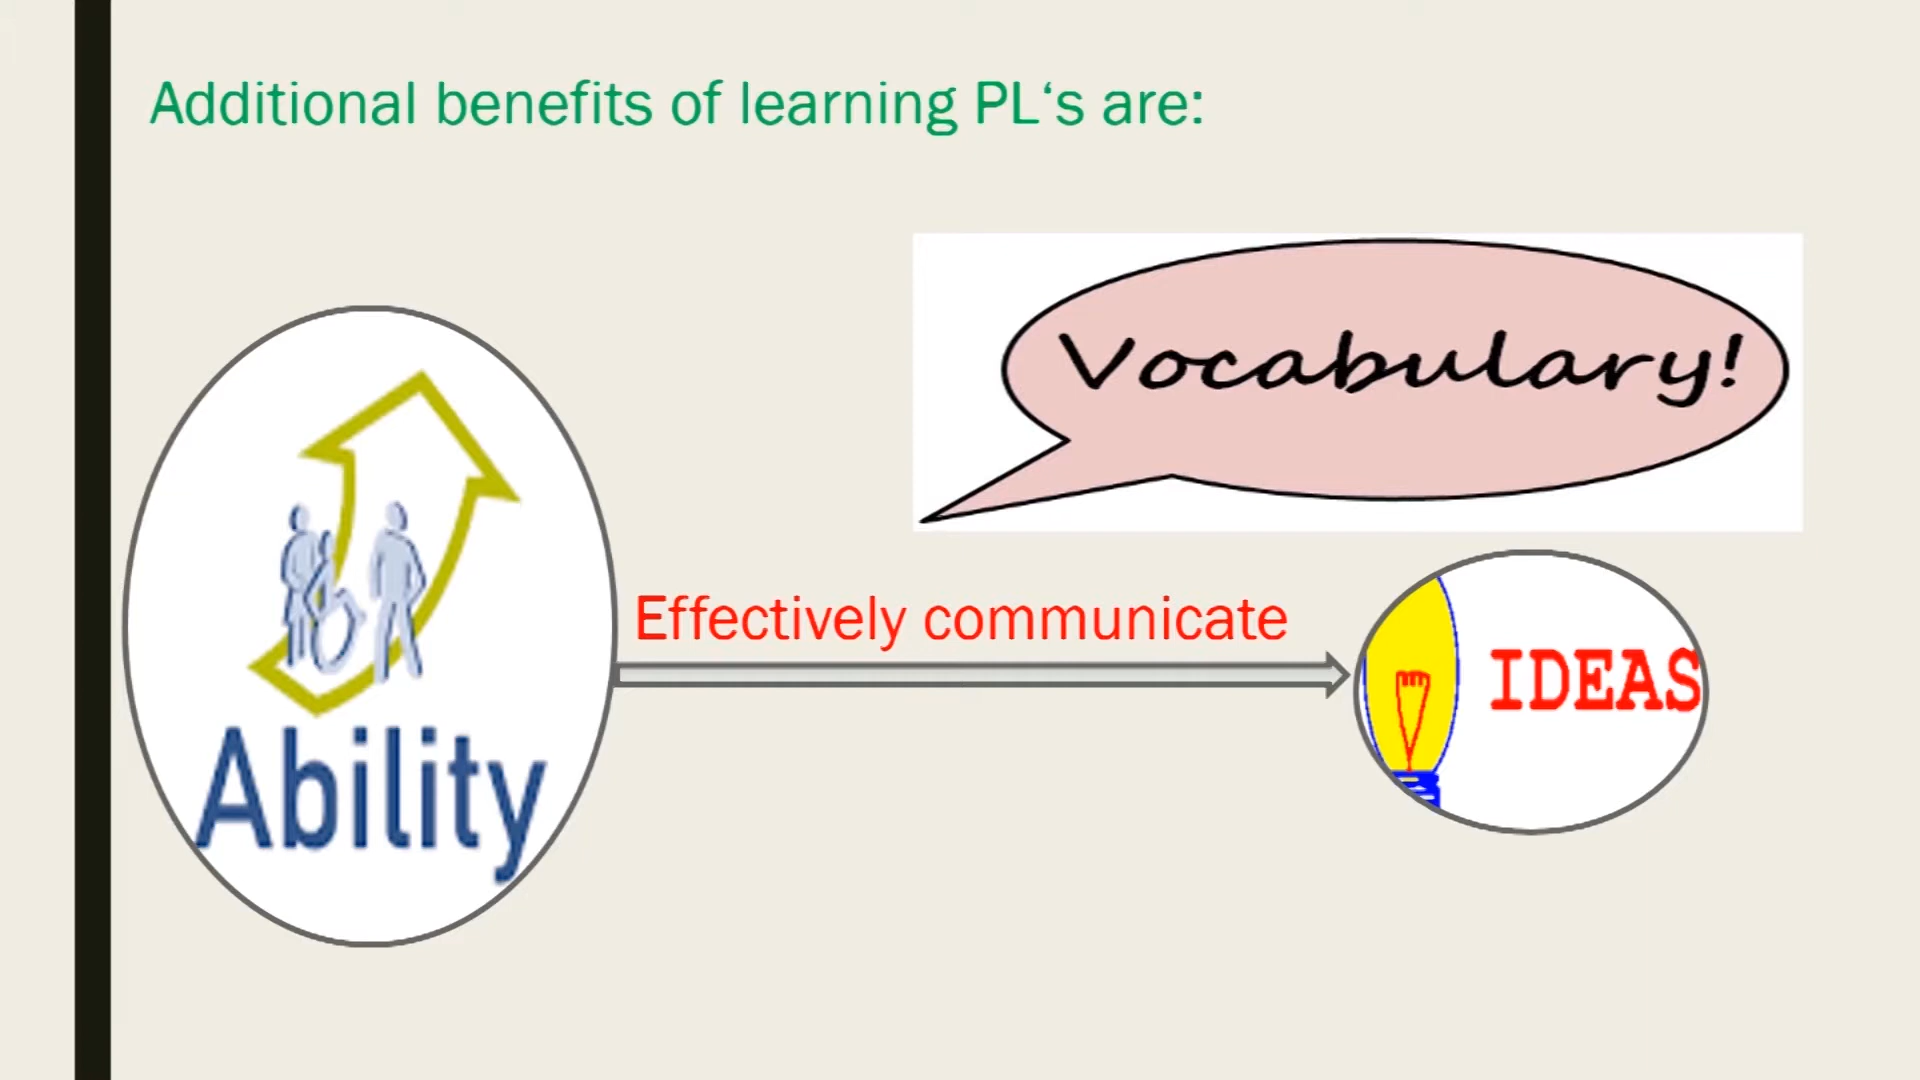 Additional benefits of learning PL‘s are:
Vocabulary!
Effectively communicate
IDEAS
Ability